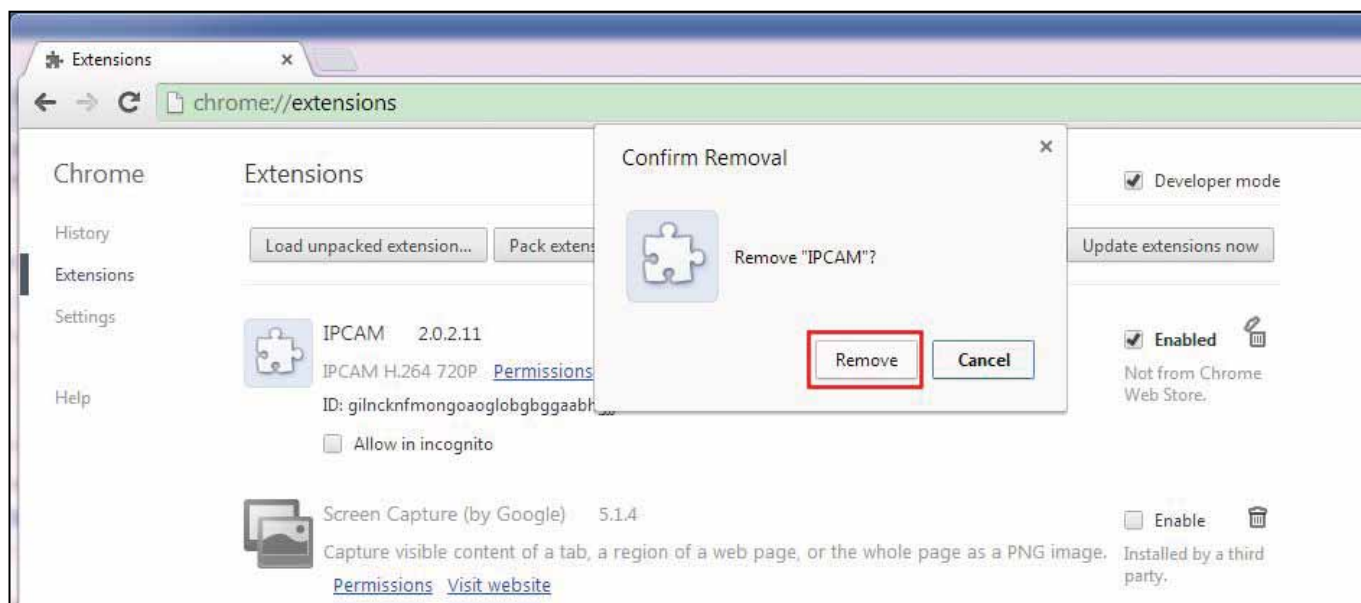 Extensions
chrome://extensions
Chrome
Extensions
Confirm Removal
Developer mode
History
Load unpacked extension...
Pack extens
Remove "IPCAM"?
Update extensions now
Extensions
Settings
IPCAM 2.0.2.11
Remove
Cancel
Enabled
IPCAM H.264 720P Permissions
Not from Chrome
Web Store.
Help
ID: gilncknfmongoaoglobgbggaabh
Allow in incognito
Screen Capture (by Google) 5.1.4
Enable
Capture visible content of a tab, a region of a web page, or the whole page as a PNG image.
Installed by a third
party.
Permissions Visit website